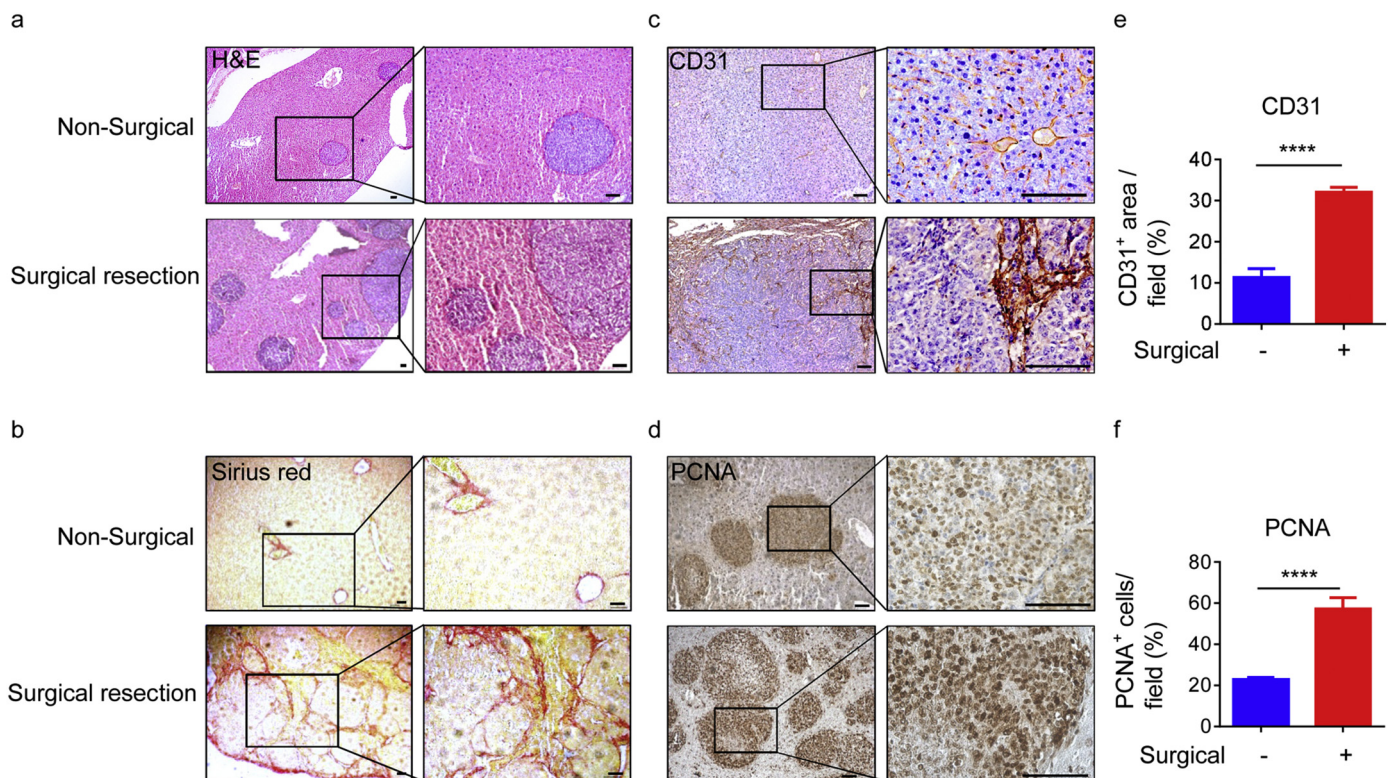 a
H&E
Non-Surgical
Surgical resection
b
Sirius red
Non-Surgical
Surgical resection
c
CD31
d
PCNA
e
CD31
CD31⁺ area /
field (%)
40
30
20
10
0
Surgical - +
****
f
PCNA
PCNA⁺ cells/
field (%)
80
60
40
20
0
Surgical - +
****